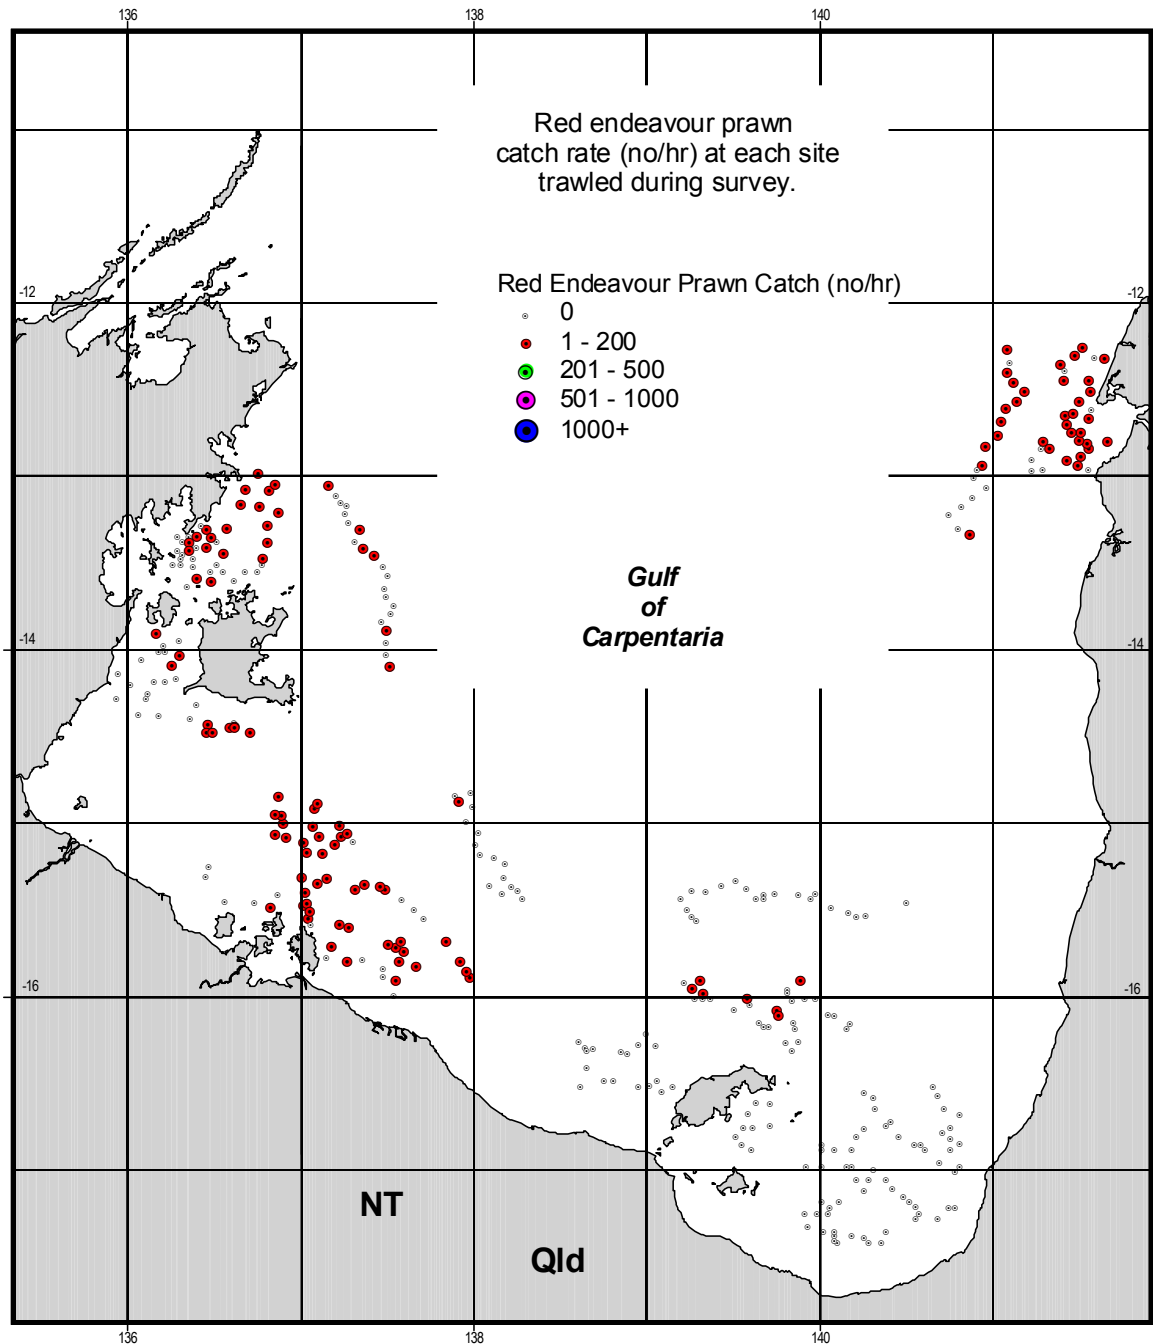 136 138 140
Red endeavour prawn
catch rate (no/hr) at each site
trawled during survey.
Red Endeavour Prawn Catch (no/hr)
-12 -12
0
1 - 200
201 - 500
501 - 1000
1000+
Gulf
of
Carpentaria
-14 -14
-16 -16
NT
Qld
136 138 140